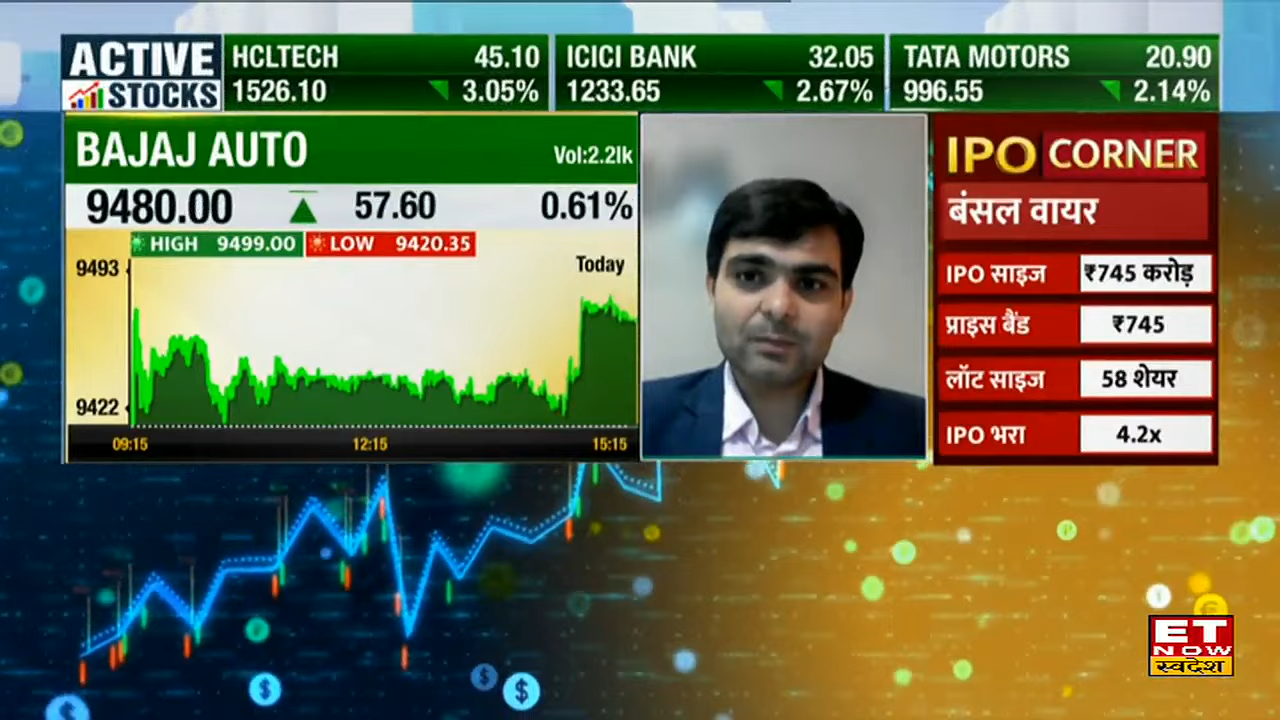 ACTIVE
STOCKS
HCLTECH 45.10
1526.10 3.05%
ICICI BANK 32.05
1233.65 2.67%
TATA MOTORS 20.90
996.55 2.14%
BAJAJ AUTO Vol:2.2lk
9480.00 57.60 0.61%
HIGH 9499.00 LOW 9420.35
Today
9493
9422
09:15 12:15 15:15
IPO CORNER
बंसल वायर
IPO साइज ₹745 करोड़
प्राइस बैंड ₹745
लॉट साइज 58 शेयर
IPO भरा 4.2x
ET
NOW
स्वदेश